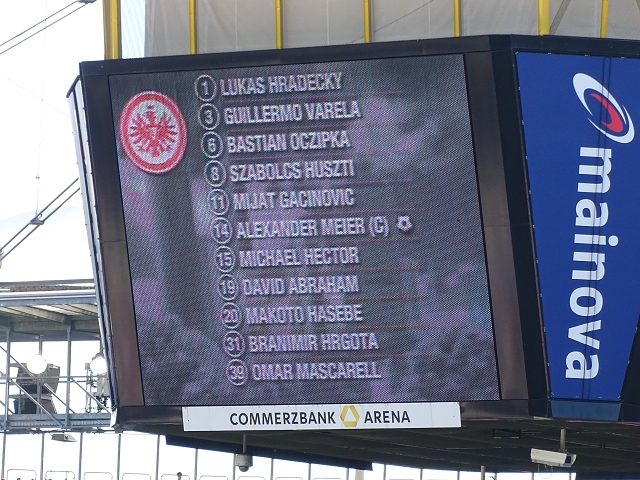 1 LUKAS HRADECKY
3 GUILLERMO VARELA
6 BASTIAN OCZIPKA
8 SZABOLCS HUSZTI
11 MIJAT GACINOVIC
14 ALEXANDER MEIER (C)
15 MICHAEL HECTOR
19 DAVID ABRAHAM
20 MAKOTO HASEBE
31 BRANIMIR HRGOTA
39 OMAR MASCARELL
COMMERZBANK ARENA
mainova